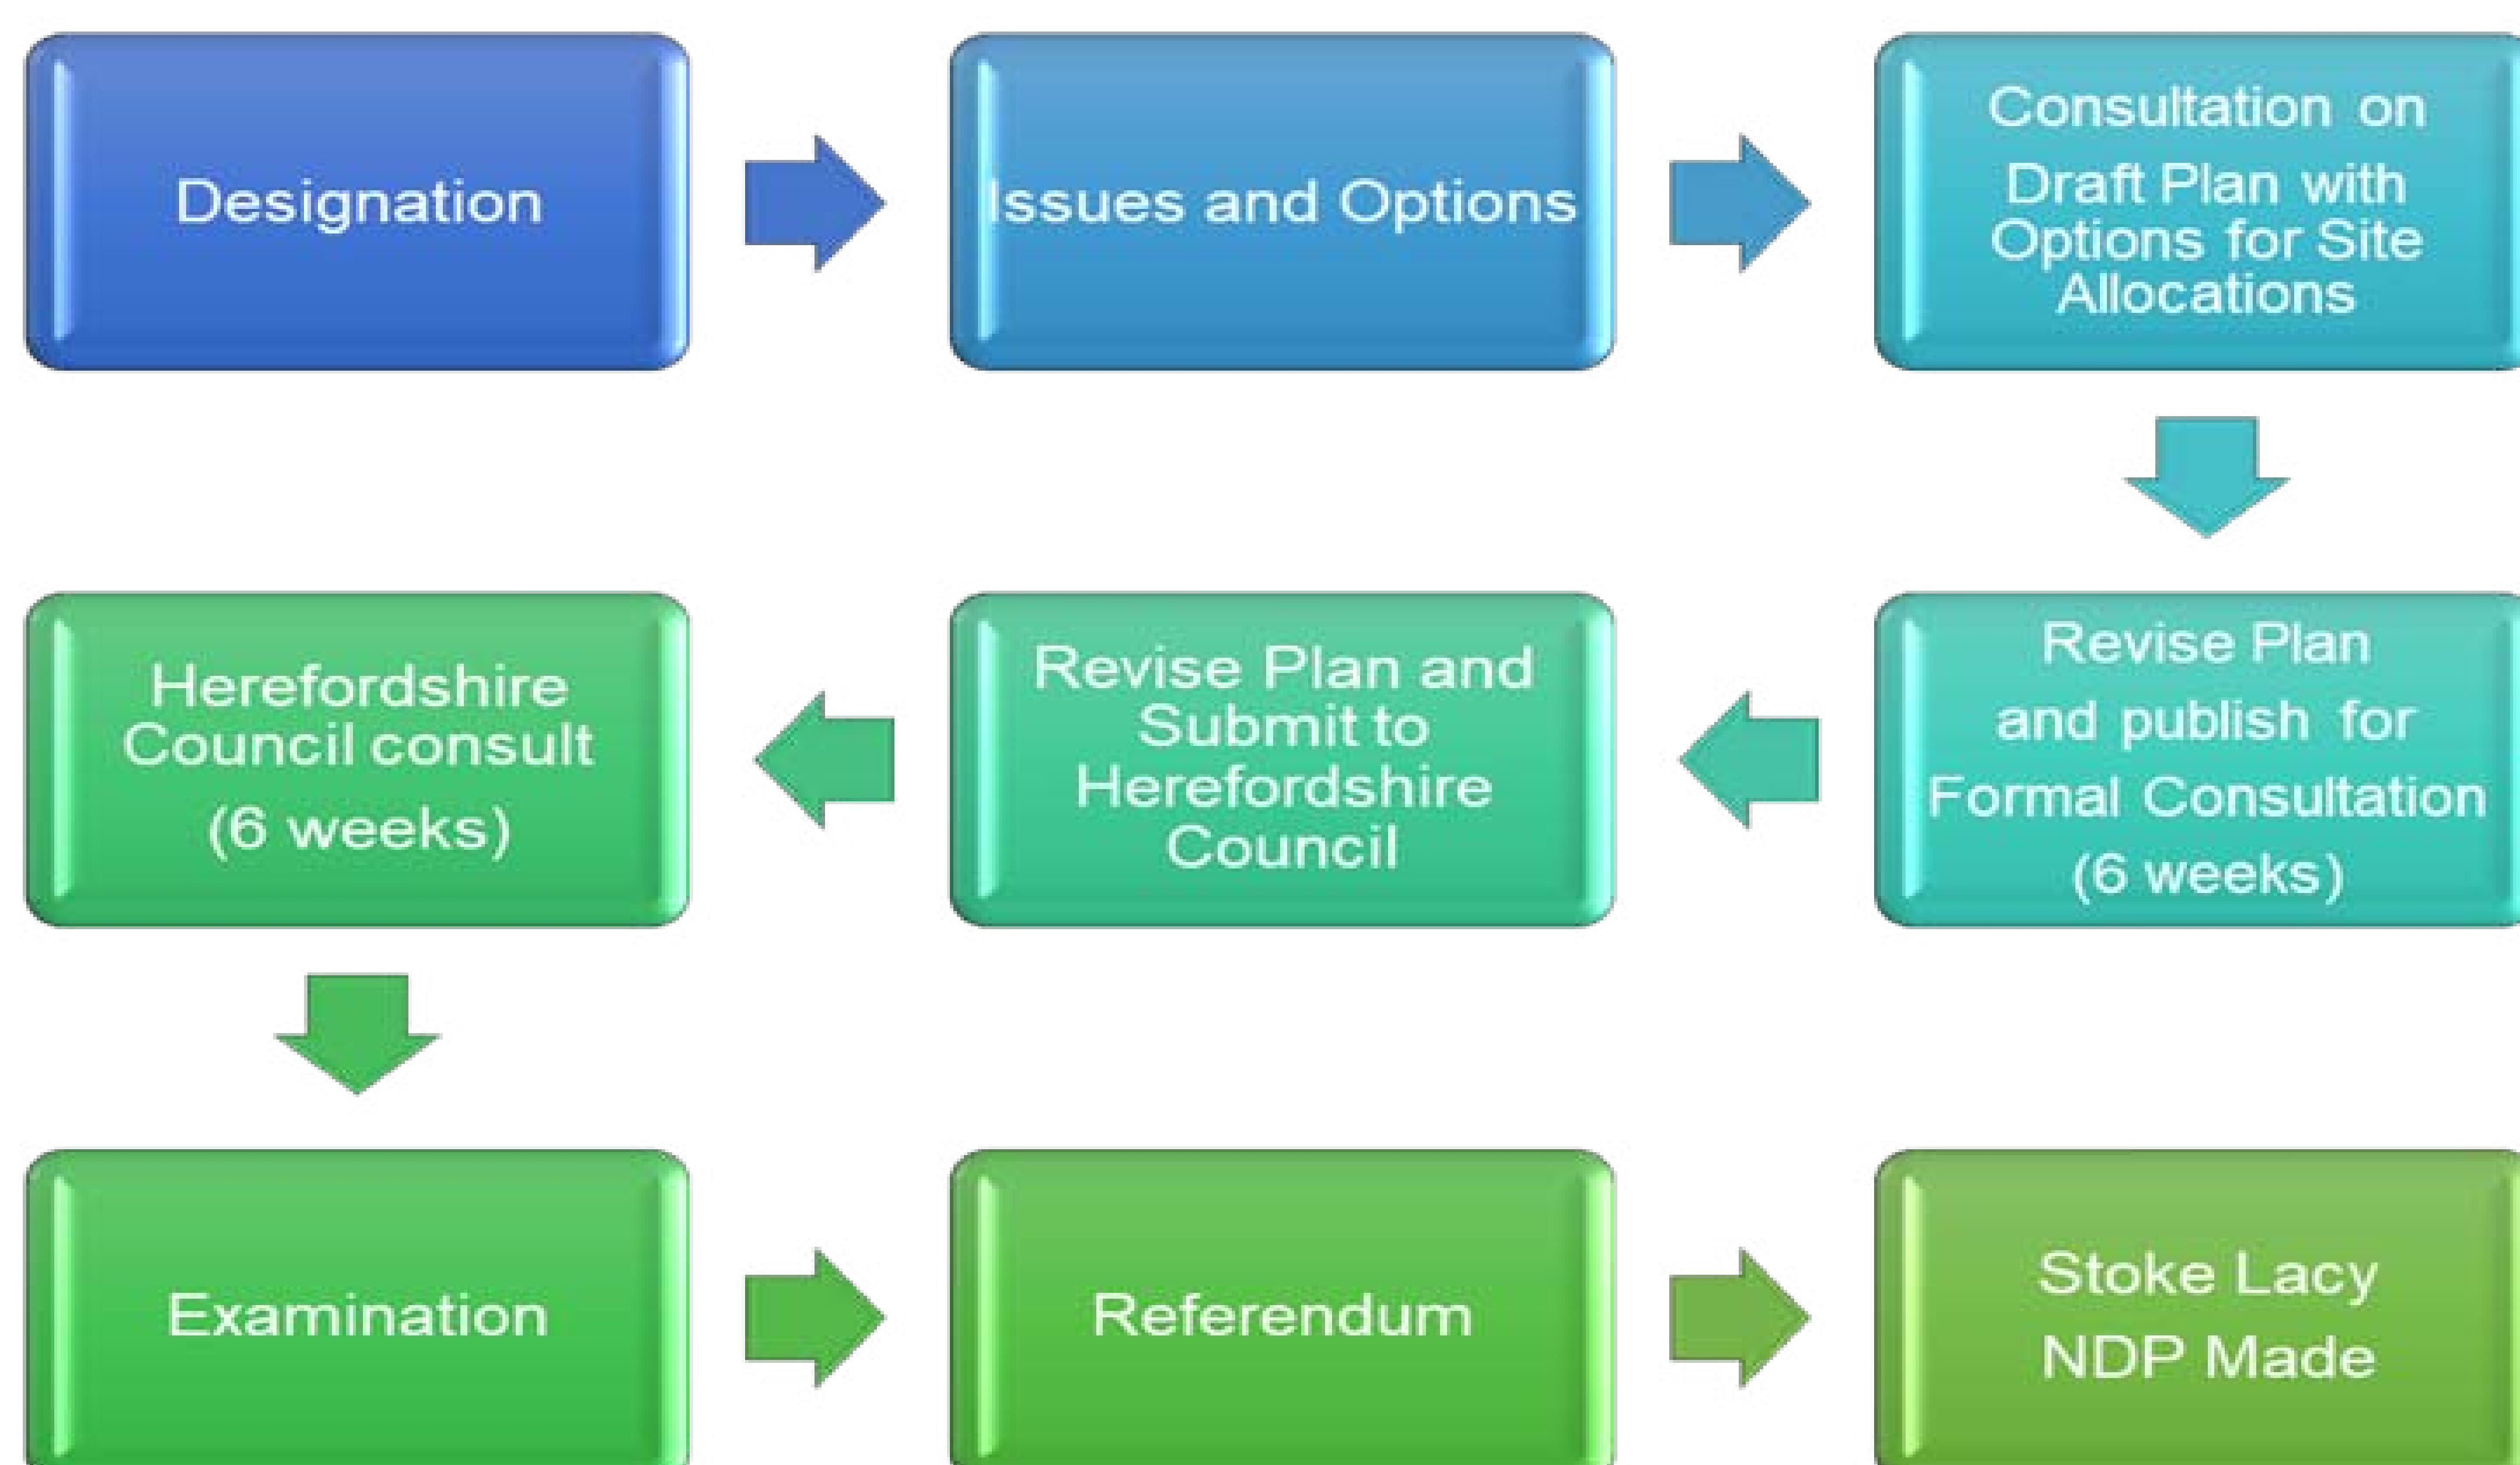 Designation
Issues and Options
Consultation on
Draft Plan with
Options for Site
Allocations
Revise Plan
and publish for
Formal Consultation
(6 weeks)
Revise Plan and
Submit to
Herefordshire
Council
Herefordshire
Council consult
(6 weeks)
Examination
Referendum
Stoke Lacy
NDP Made